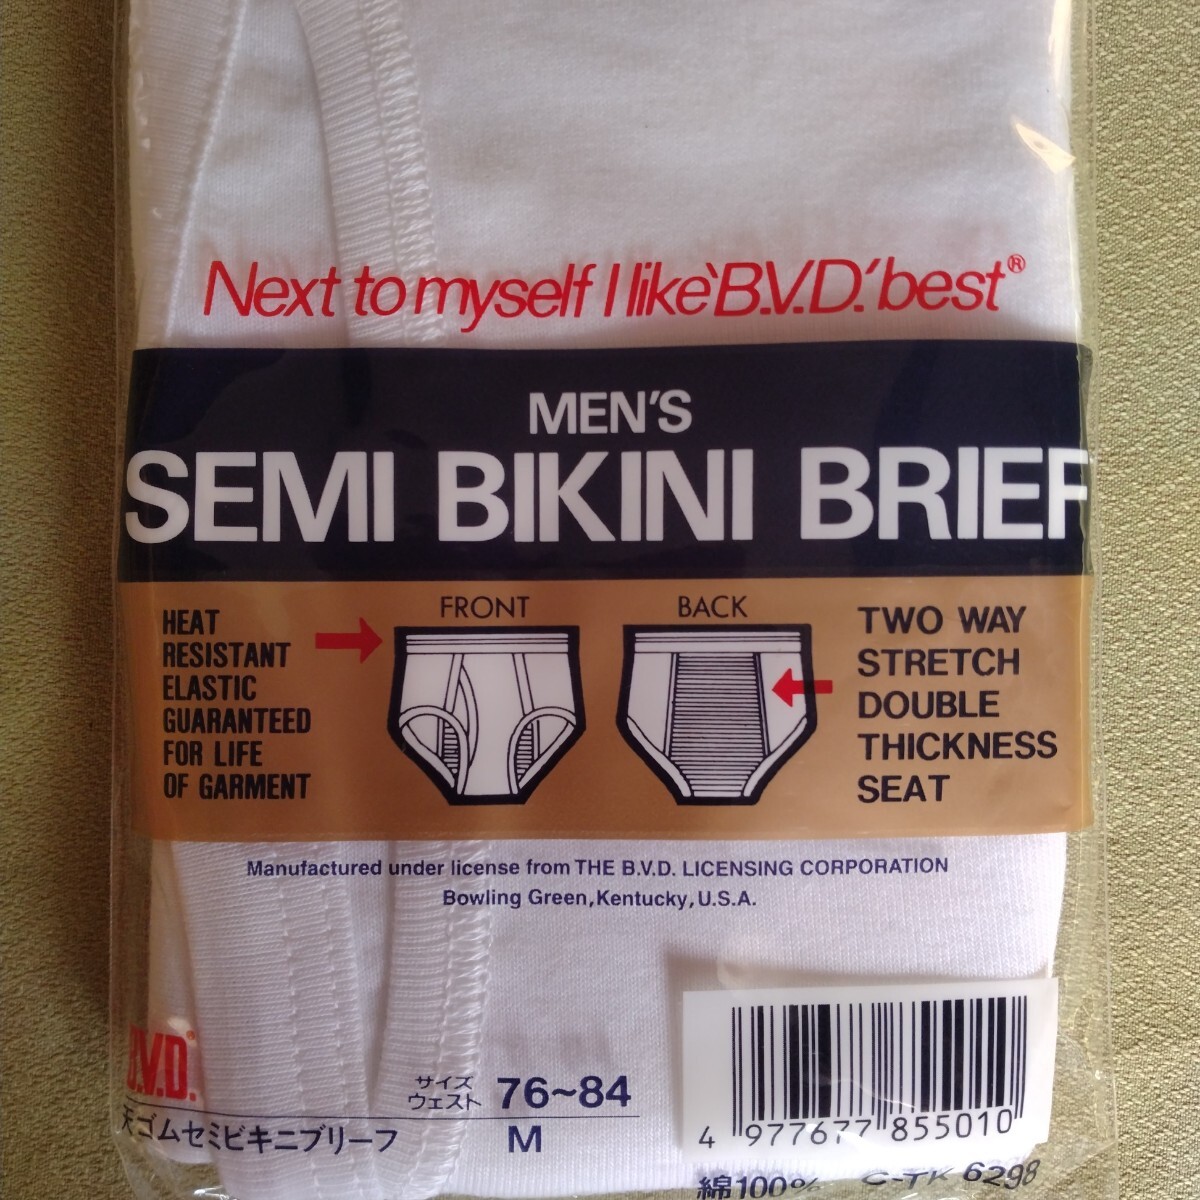 Next to myself I like 'B.V.D.' best®
MEN'S
SEMI BIKINI BRIEF
HEAT
RESISTANT
ELASTIC
GUARANTEED
FOR LIFE
OF GARMENT
FRONT
BACK
TWO WAY
STRETCH
DOUBLE
THICKNESS
SEAT
Manufactured under license from THE B.V.D. LICENSING CORPORATION
Bowling Green, Kentucky, U.S.A.
B.V.D.®
サイズ
ウェスト 76~84
天ゴムセミビキニブリーフ M
4 977677 855010
綿100% C-TK 6298